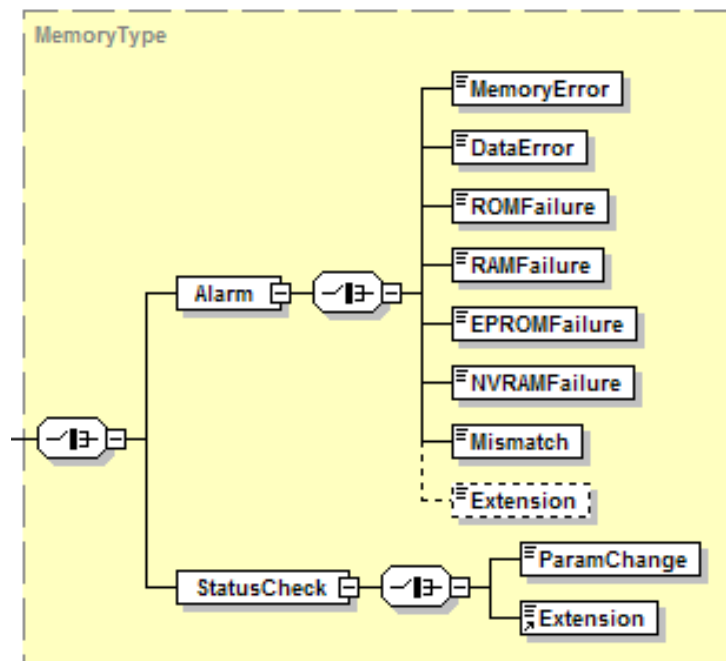 MemoryType
MemoryError
DataError
ROMFailure
RAMFailure
Alarm
EPROMFailure
NVRAMFailure
Mismatch
Extension
ParamChange
StatusCheck
Extension